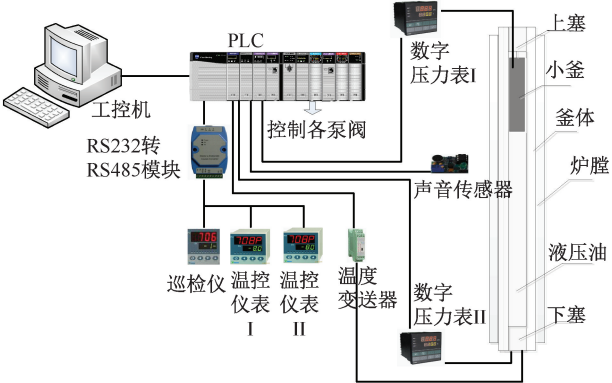 PLC
工控机
RS232转
RS485模块
控制各泵阀
数字
压力表I
声音传感器
巡检仪
温控
仪表
I
温控
仪表
II
温度
变送器
数字
压力表II
上塞
小釜
釜体
炉膛
液压油
下塞